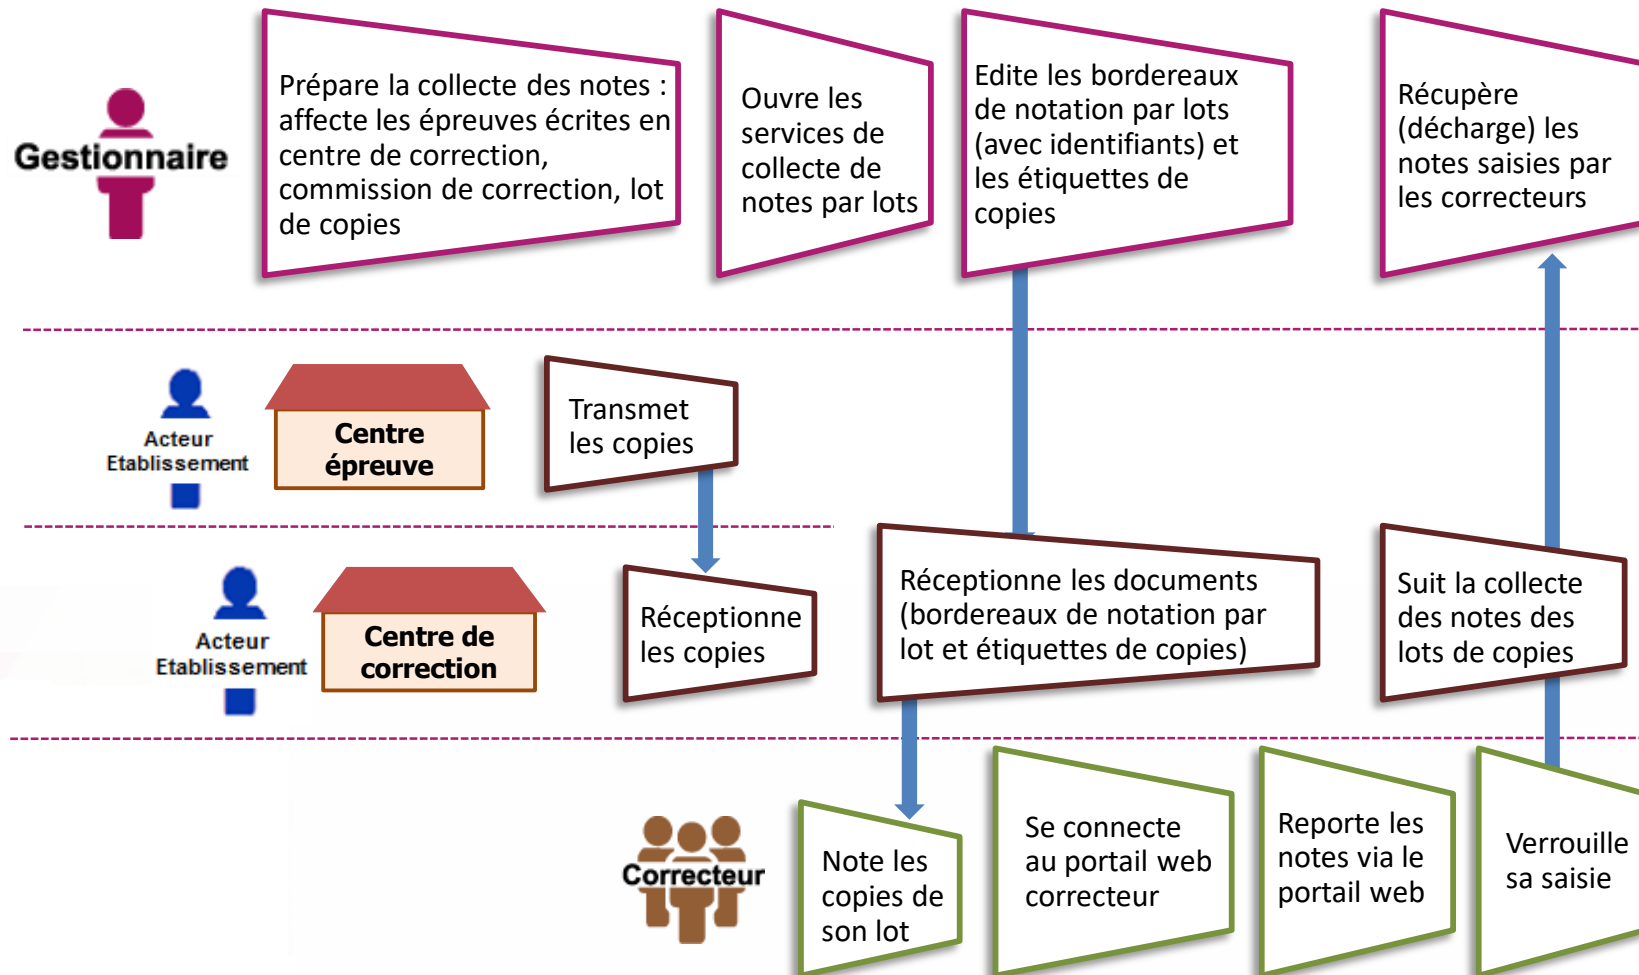 Gestionnaire
Prépare la collecte des notes :
affecte les épreuves écrites en
centre de correction,
commission de correction, lot
de copies
Ouvre les
services de
collecte de
notes par lots
Edite les bordereaux
de notation par lots
(avec identifiants) et
les étiquettes de
copies
Récupère
(décharge) les
notes saisies par
les correcteurs
Acteur
Etablissement
Centre
épreuve
Transmet
les copies
Acteur
Etablissement
Centre de
correction
Réceptionne
les copies
Réceptionne les documents
(bordereaux de notation par
lot et étiquettes de copies)
Suit la collecte
des notes des
lots de copies
Correcteur
Note les
copies de
son lot
Se connecte
au portail web
correcteur
Reporte les
notes via le
portail web
Verrouille
sa saisie